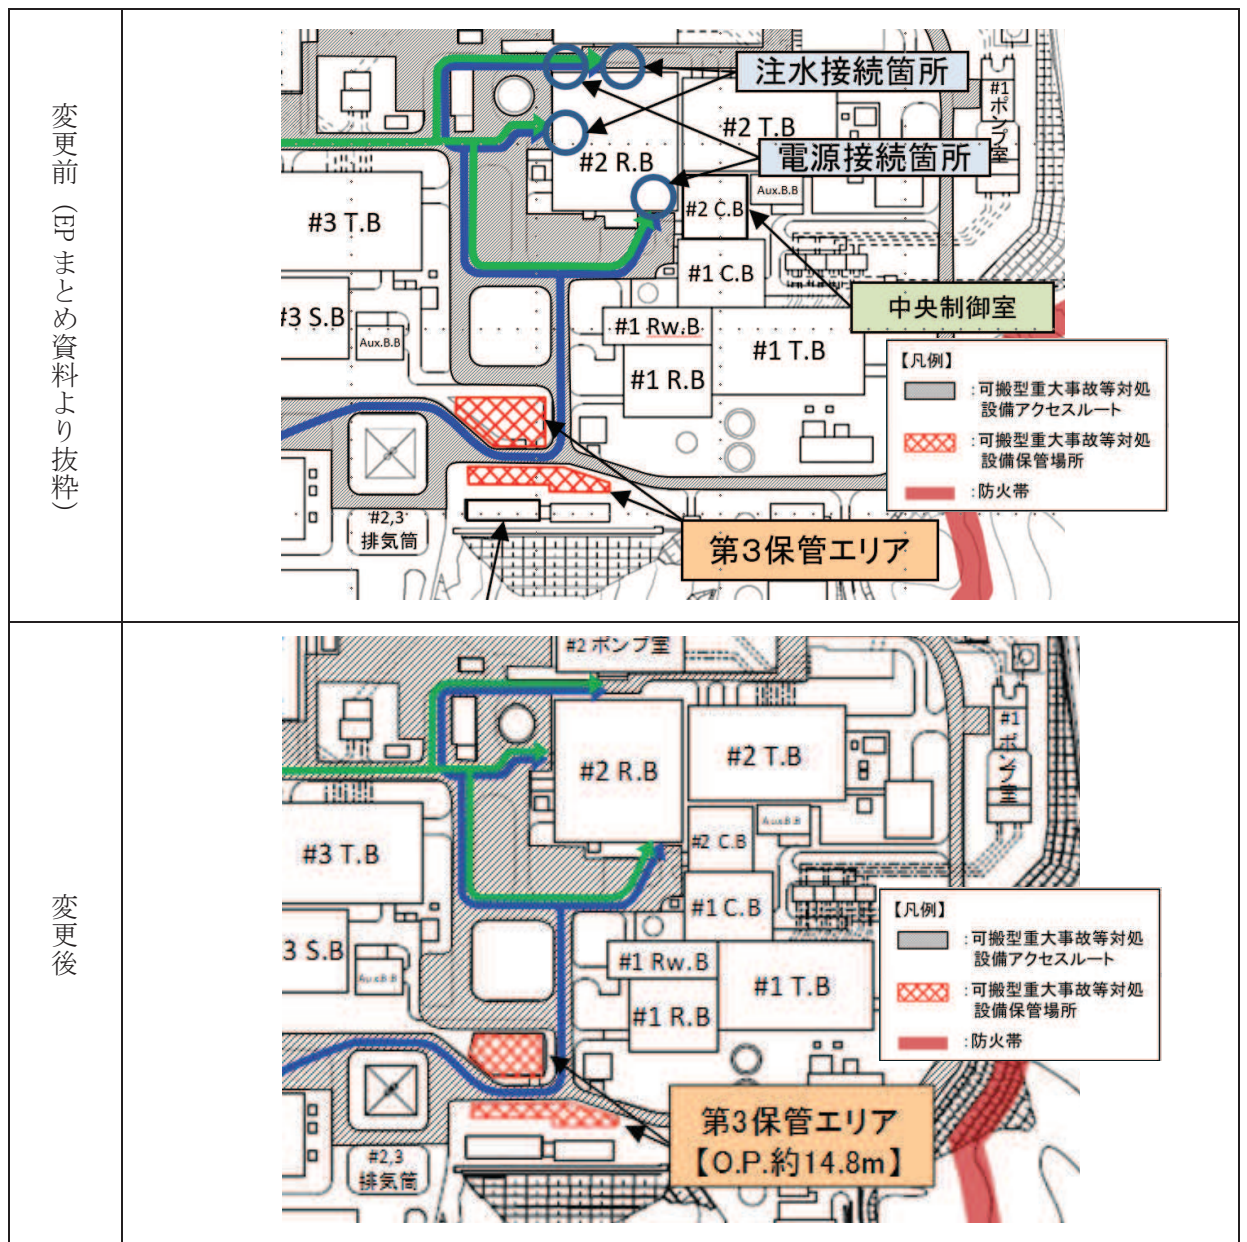 変更前（EPまとめ資料より抜粋）
注水接続箇所
#1
ポンプ室
#2 T.B
電源接続箇所
#2 R.B
Aux.B.B
#2 C.B
#3 T.B
#1 C.B
中央制御室
#3 S.B
#1 Rw.B
Aux.B.B
#1 T.B
#1 R.B
【凡例】
：可搬型重大事故等対処
設備アクセスルート
：可搬型重大事故等対処
設備保管場所
：防火帯
#2,3
排気筒
第３保管エリア
変更後
#2 ポンプ室
#1
ポンプ室
#2 T.B
#2 R.B
Aux.B.B
#2 C.B
#3 T.B
#1 C.B
3 S.B
#1 Rw.B
Aux.B.B
#1 T.B
#1 R.B
【凡例】
：可搬型重大事故等対処
設備アクセスルート
：可搬型重大事故等対処
設備保管場所
：防火帯
#2,3
排気筒
第3保管エリア
【O.P.約14.8m】